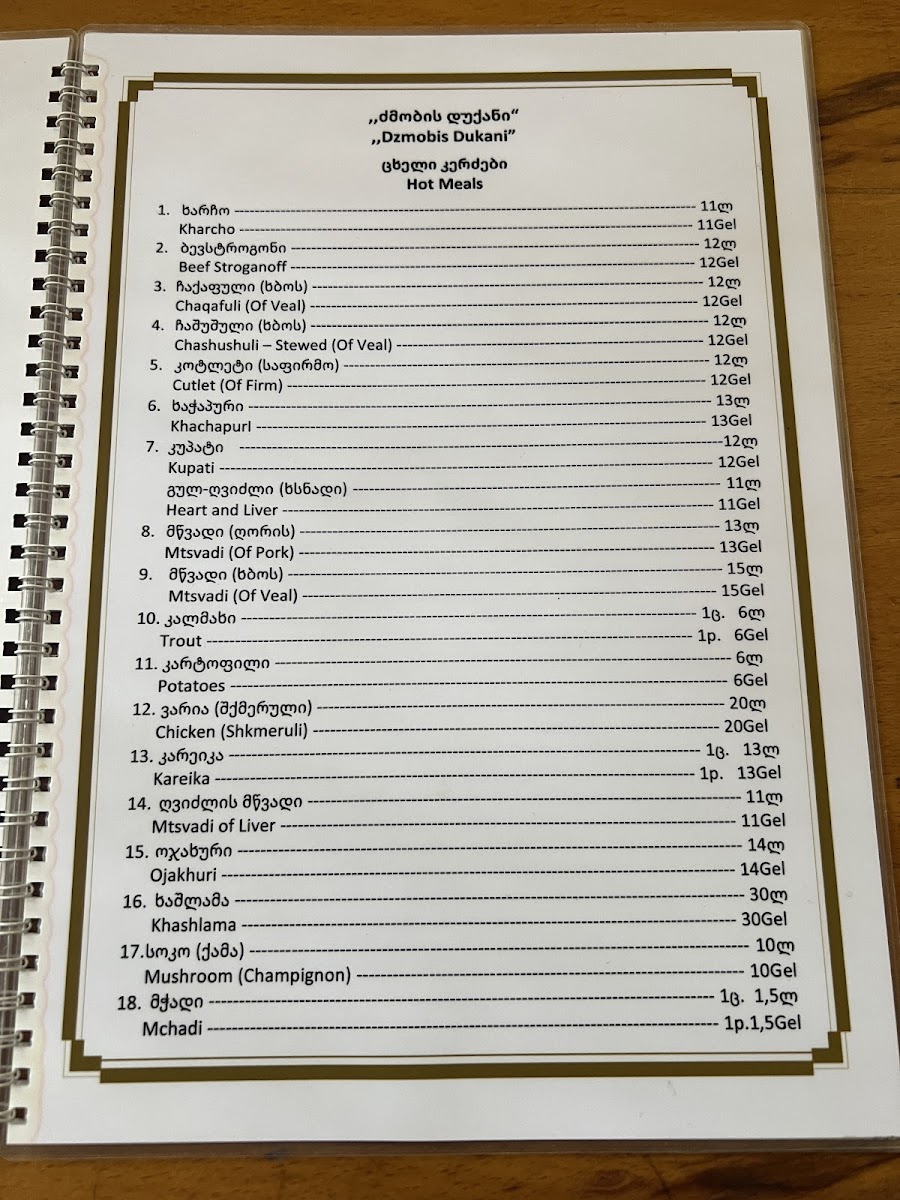 ,,ძმობის დუქანი“
,,Dzmobis Dukani”
ცხელი კერძები
Hot Meals
1. ხარჩო ---------- 11ლ
Kharcho ---------- 11Gel
2. ბევსტროგონი ---------- 12ლ
Beef Stroganoff ---------- 12Gel
3. ჩაქაფული (ხბოს) ---------- 12ლ
Chaqafuli (Of Veal) ---------- 12Gel
4. ჩაშუშული (ხბოს) ---------- 12ლ
Chashushuli – Stewed (Of Veal) ---------- 12Gel
5. კოტლეტი (საფირმო) ---------- 12ლ
Cutlet (Of Firm) ---------- 12Gel
6. ხაჭაპური ---------- 13ლ
KhachapurI ---------- 13Gel
7. კუპატი ----------12ლ
Kupati ---------- 12Gel
გულ-ღვიძლი (ხსნადი) ---------- 11ლ
Heart and Liver ---------- 11Gel
8. მწვადი (ღორის) ---------- 13ლ
Mtsvadi (Of Pork) ---------- 13Gel
9. მწვადი (ხბოს) ---------- 15ლ
Mtsvadi (Of Veal) ---------- 15Gel
10. კალმახი ---------- 1ც. 6ლ
Trout ---------- 1p. 6Gel
11. კარტოფილი ---------- 6ლ
Potatoes ---------- 6Gel
12. ვარია (შქმერული) ---------- 20ლ
Chicken (Shkmeruli) ---------- 20Gel
13. კარეიკა ---------- 1ც. 13ლ
Kareika ---------- 1p. 13Gel
14. ღვიძლის მწვადი ---------- 11ლ
Mtsvadi of Liver ---------- 11Gel
15. ოჯახური ---------- 14ლ
Ojakhuri ---------- 14Gel
16. ხაშლამა ---------- 30ლ
Khashlama ---------- 30Gel
17.სოკო (ქამა) ---------- 10ლ
Mushroom (Champignon) ---------- 10Gel
18. მჭადი ---------- 1ც. 1,5ლ
Mchadi ---------- 1p.1,5Gel